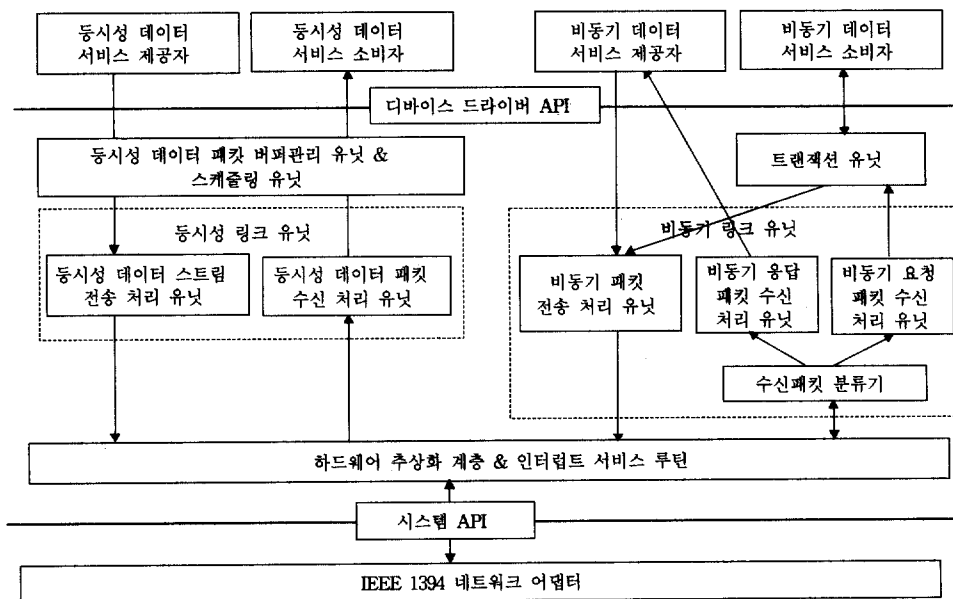 등시성 데이터
서비스 제공자
등시성 데이터
서비스 소비자
비동기 데이터
서비스 제공자
비동기 데이터
서비스 소비자
디바이스 드라이버 API
등시성 데이터 패킷 버퍼관리 유닛 &
스케줄링 유닛
트랜잭션 유닛
등시성 링크 유닛
비동기 링크 유닛
등시성 데이터 스트림
전송 처리 유닛
등시성 데이터 패킷
수신 처리 유닛
비동기 패킷
전송 처리 유닛
비동기 응답
패킷 수신
처리 유닛
비동기 요청
패킷 수신
처리 유닛
수신패킷 분류기
하드웨어 추상화 계층 & 인터럽트 서비스 루틴
시스템 API
IEEE 1394 네트워크 어댑터